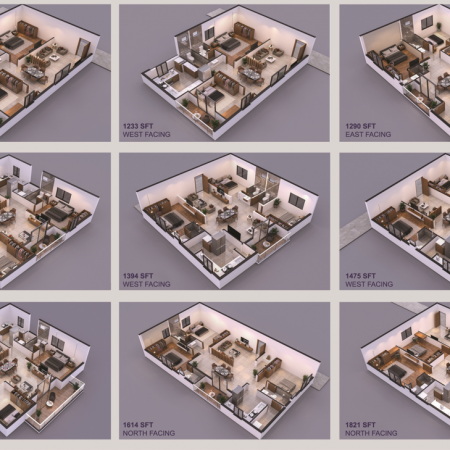 1233 SFT
WEST FACING
1290 SFT
EAST FACING
1394 SFT
WEST FACING
1475 SFT
WEST FACING
1614 SFT
NORTH FACING
1821 SFT
NORTH FACING